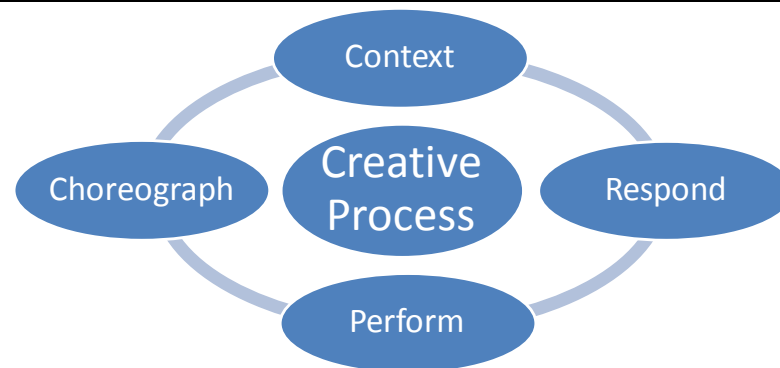 Context
Choreograph
Creative
Process
Respond
Perform